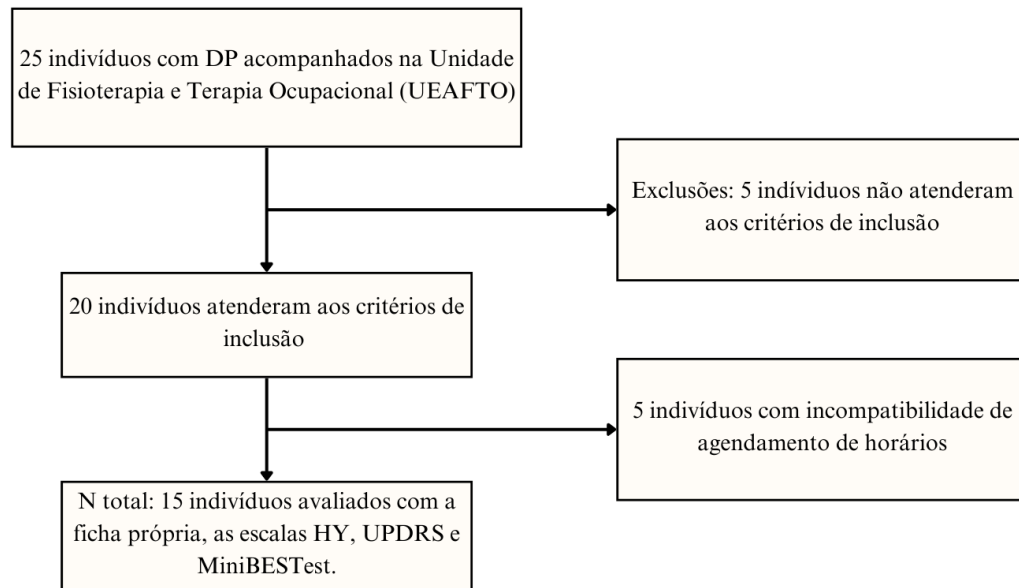 25 indivíduos com DP acompanhados na Unidade
de Fisioterapia e Terapia Ocupacional (UEAFTO)
Exclusões: 5 indíviduos não atenderam
aos critérios de inclusão
20 indivíduos atenderam aos critérios de
inclusão
5 indivíduos com incompatibilidade de
agendamento de horários
N total: 15 indivíduos avaliados com a
ficha própria, as escalas HY, UPDRS e
MiniBESTest.